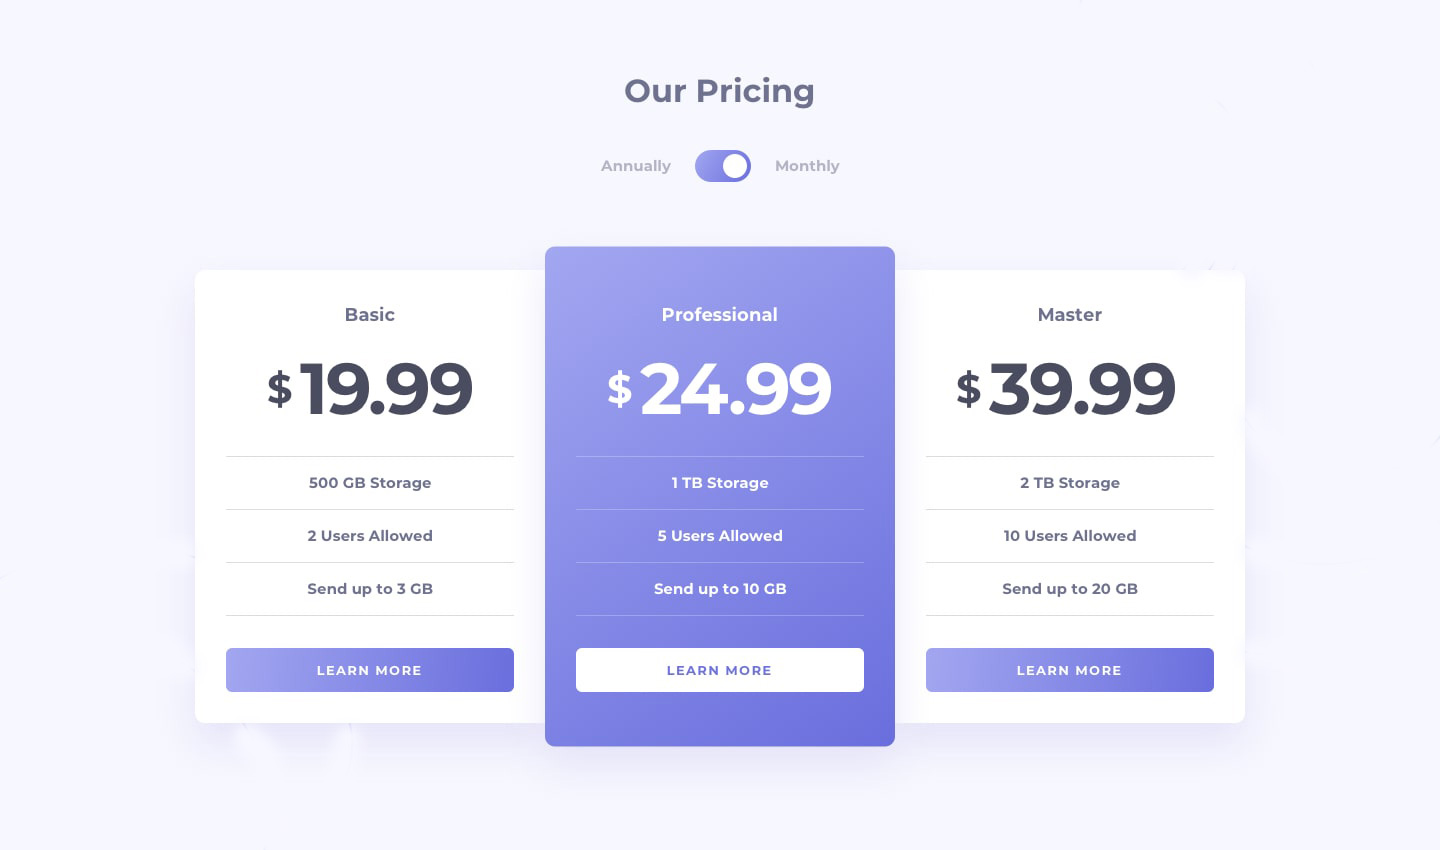 Our Pricing
Annually
Monthly
Basic
$19.99
500 GB Storage
2 Users Allowed
Send up to 3 GB
LEARN MORE
Professional
$24.99
1 TB Storage
5 Users Allowed
Send up to 10 GB
LEARN MORE
Master
$39.99
2 TB Storage
10 Users Allowed
Send up to 20 GB
LEARN MORE